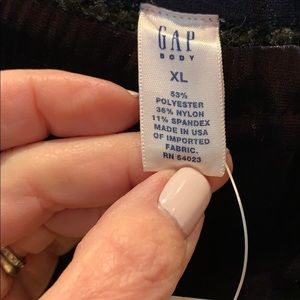 GAP
BODY
XL
53%
POLYESTER
36% NYLON
11% SPANDEX
MADE IN USA
OF IMPORTED
FABRIC.
RN 54023